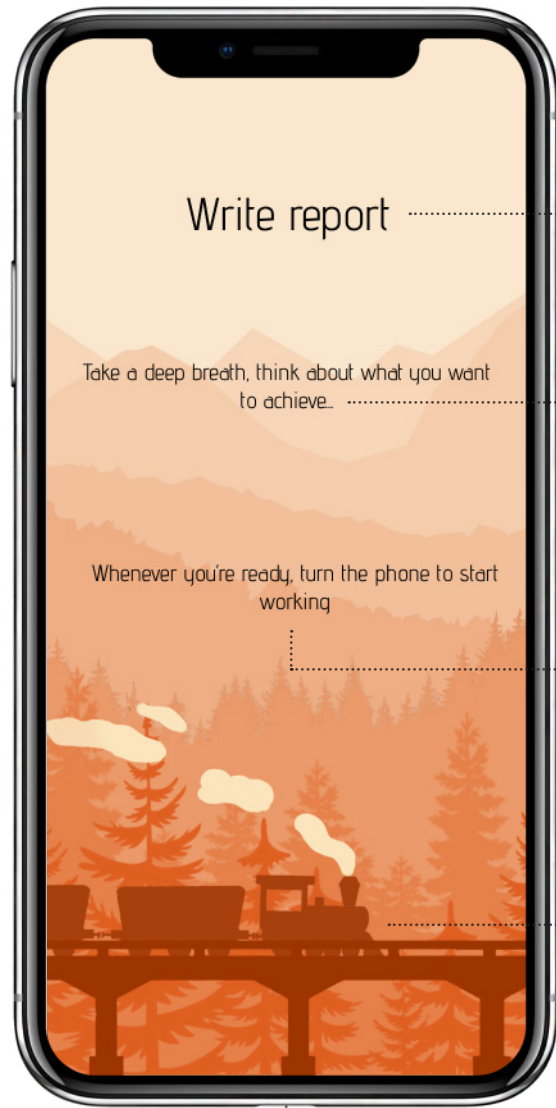 Write report
Take a deep breath, think about what you want
to achieve...
Whenever you're ready, turn the phone to start
working